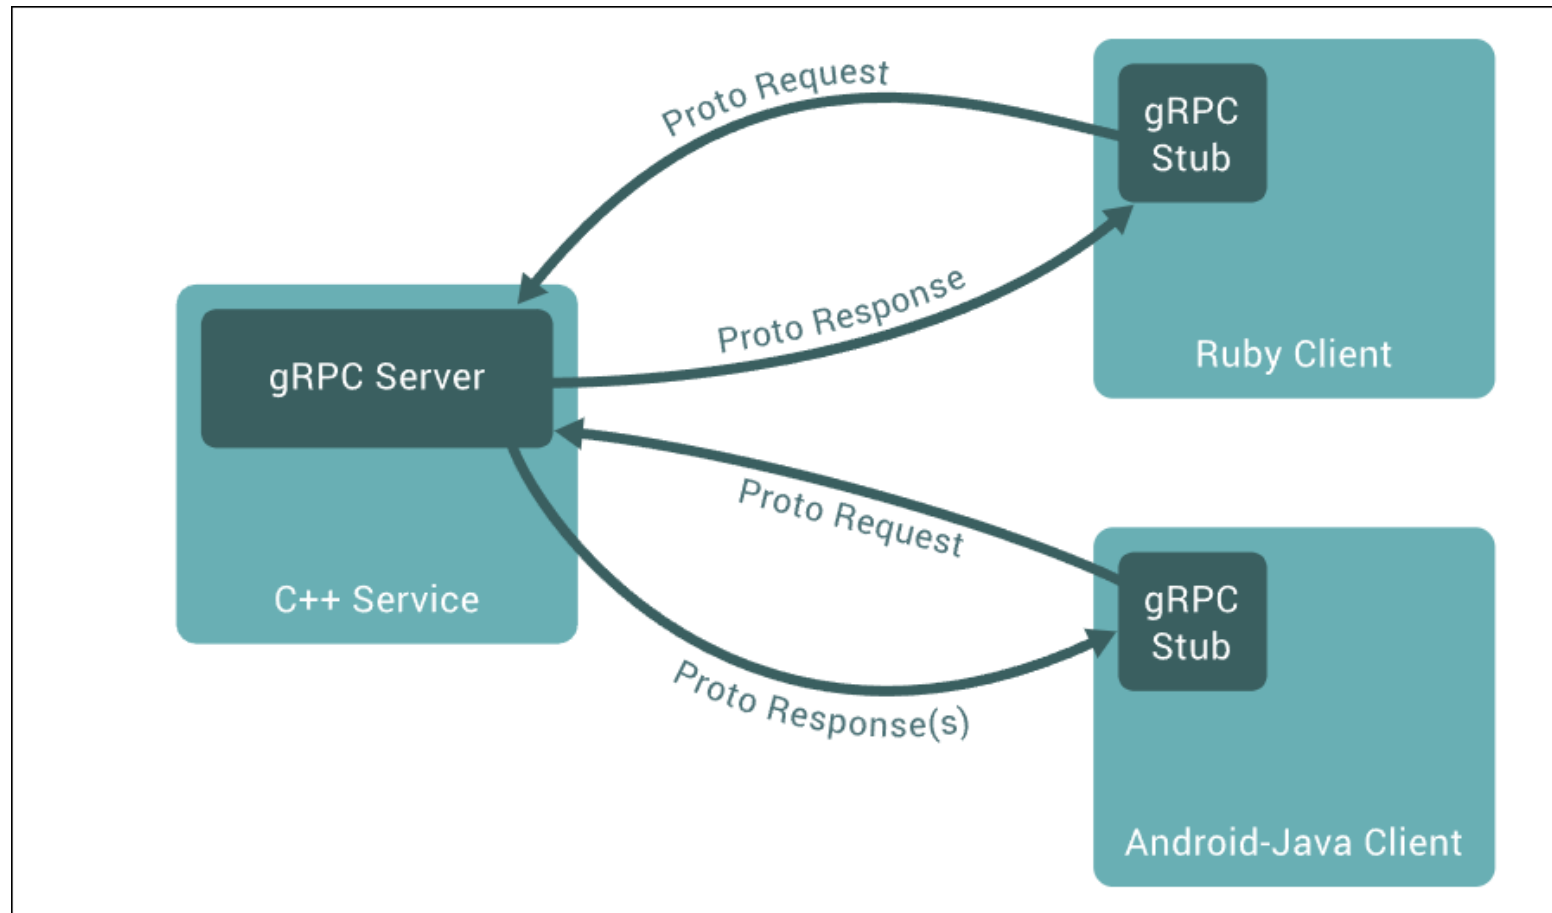 Proto Request
gRPC
Stub
Proto Response
Ruby Client
gRPC Server
C++ Service
Proto Request
gRPC
Stub
Proto Response(s)
Android-Java Client